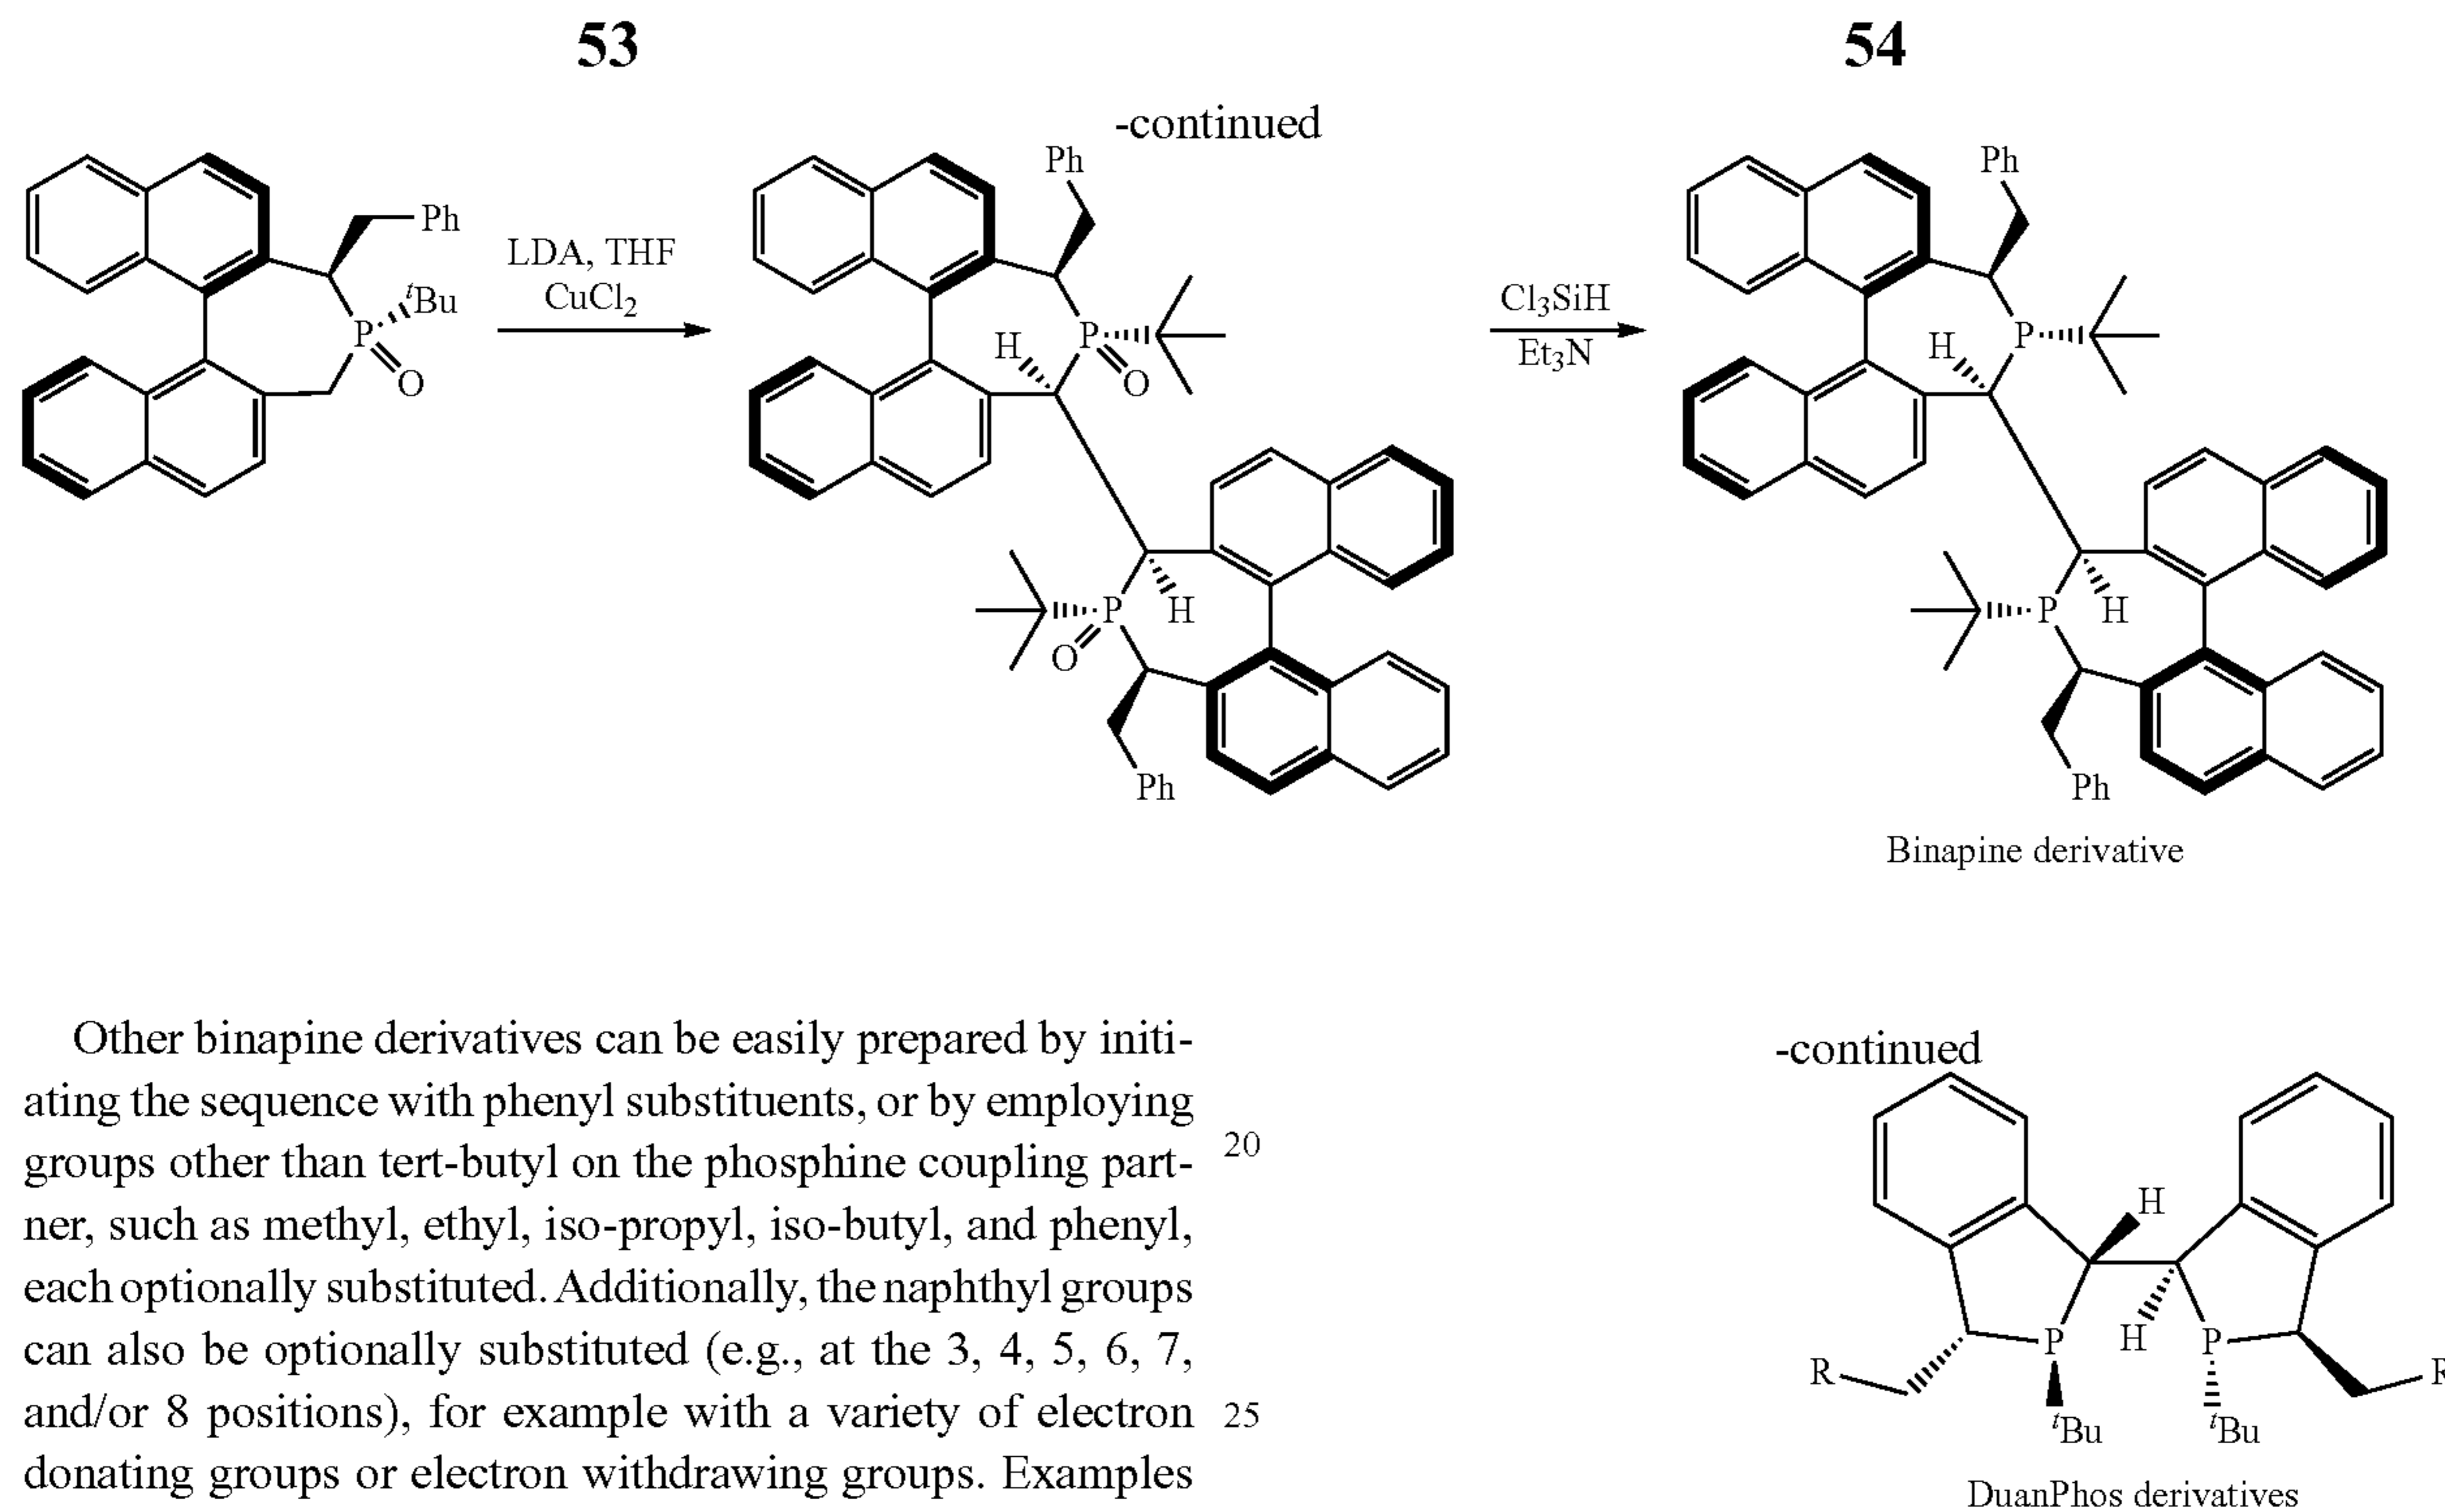 53
54
-continued
Ph
Ph
LDA, THF
CuCl₂
ᵗBu
P
O
H
P
O
H
P
O
Ph
Cl₃SiH
Et₃N
Ph
H
P
P
H
Ph
Binapine derivative
Other binapine derivatives can be easily prepared by initi-
ating the sequence with phenyl substituents, or by employing
groups other than tert-butyl on the phosphine coupling part-
ner, such as methyl, ethyl, iso-propyl, iso-butyl, and phenyl,
each optionally substituted. Additionally, the naphthyl groups
can also be optionally substituted (e.g., at the 3, 4, 5, 6, 7,
and/or 8 positions), for example with a variety of electron
donating groups or electron withdrawing groups. Examples
20
25
-continued
H
H
P
P
R
R
ᵗBu
ᵗBu
DuanPhos derivatives